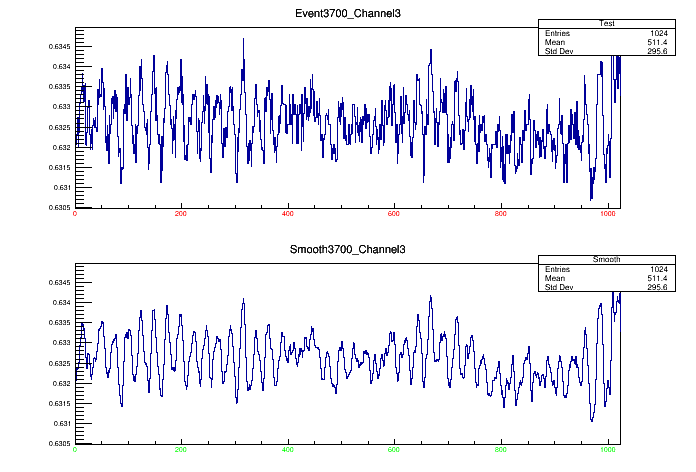 Event3700_Channel3
Test
Entries 1024
Mean 511.4
Std Dev 295.6
0.6345
0.634
0.6335
0.633
0.6325
0.632
0.6315
0.631
0.6305
0 200 400 600 800 1000
Smooth3700_Channel3
Smooth
Entries 1024
Mean 511.4
Std Dev 295.6
0.6345
0.634
0.6335
0.633
0.6325
0.632
0.6315
0.631
0.6305
0 200 400 600 800 1000